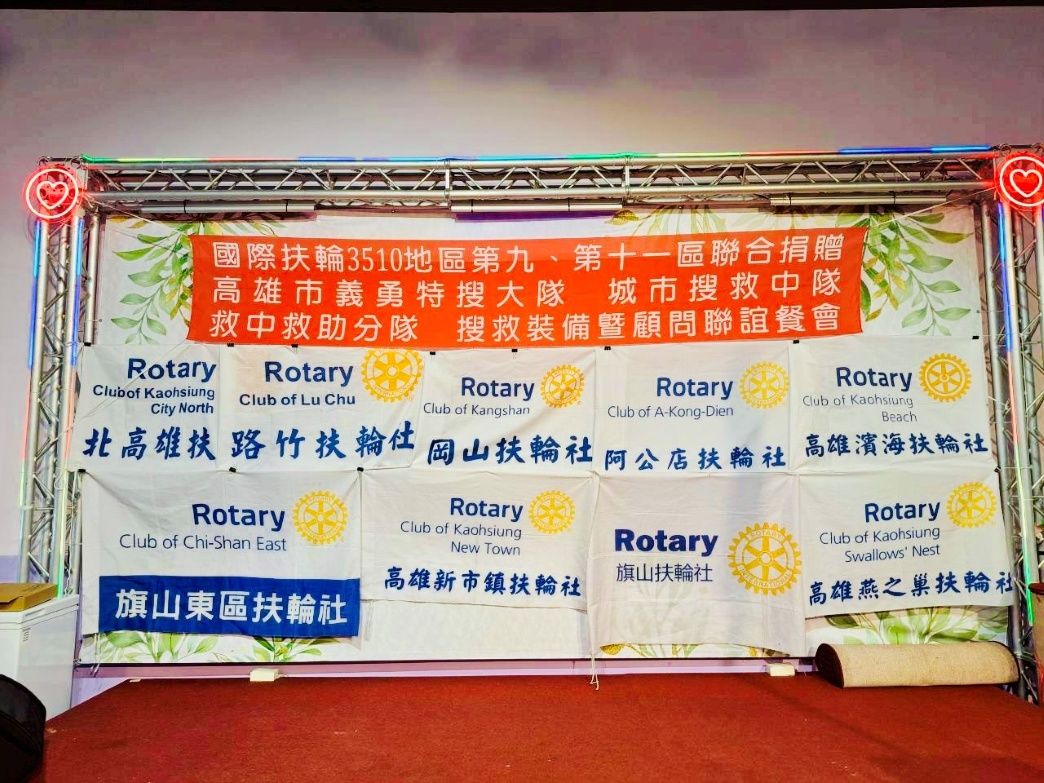 國際扶輪3510地區第九、第十一區聯合捐贈
高雄市義勇特搜大隊 城市搜救中隊
救中救助分隊 搜救裝備暨顧問聯誼餐會
Rotary
Club of Kaohsiung
City North
北高雄扶
Rotary
Club of Lu Chu
路竹扶輪社
Rotary
Club of Kangshan
岡山扶輪社
Rotary
Club of A-Kong-Dien
阿公店扶輪社
Rotary
Club of Kaohsiung
Beach
高雄濱海扶輪社
Rotary
Club of Chi-Shan East
旗山東區扶輪社
Rotary
Club of Kaohsiung
New Town
高雄新市鎮扶輪社
Rotary
旗山扶輪社
ROTARY
INTERNATIONAL
Rotary
Club of Kaohsiung
Swallows' Nest
高雄燕之巢扶輪社